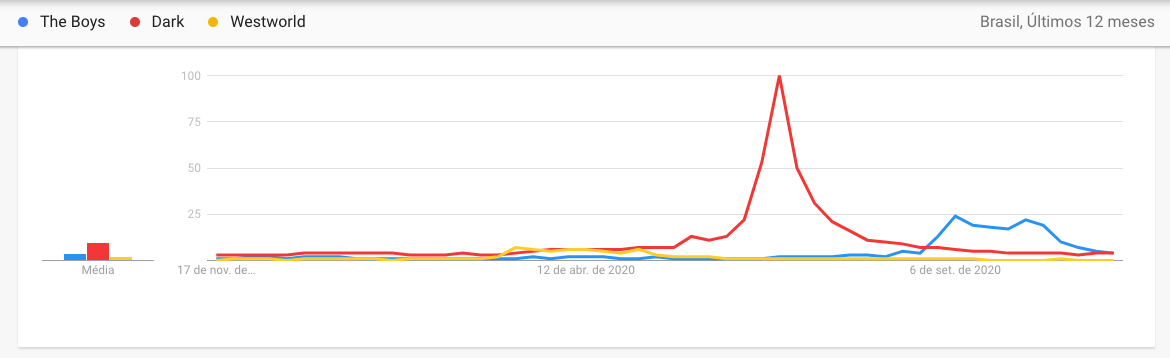 The Boys Dark Westworld Brasil, Últimos 12 meses
100
75
50
25
Média 17 de nov. de… 12 de abr. de 2020 6 de set. de 2020